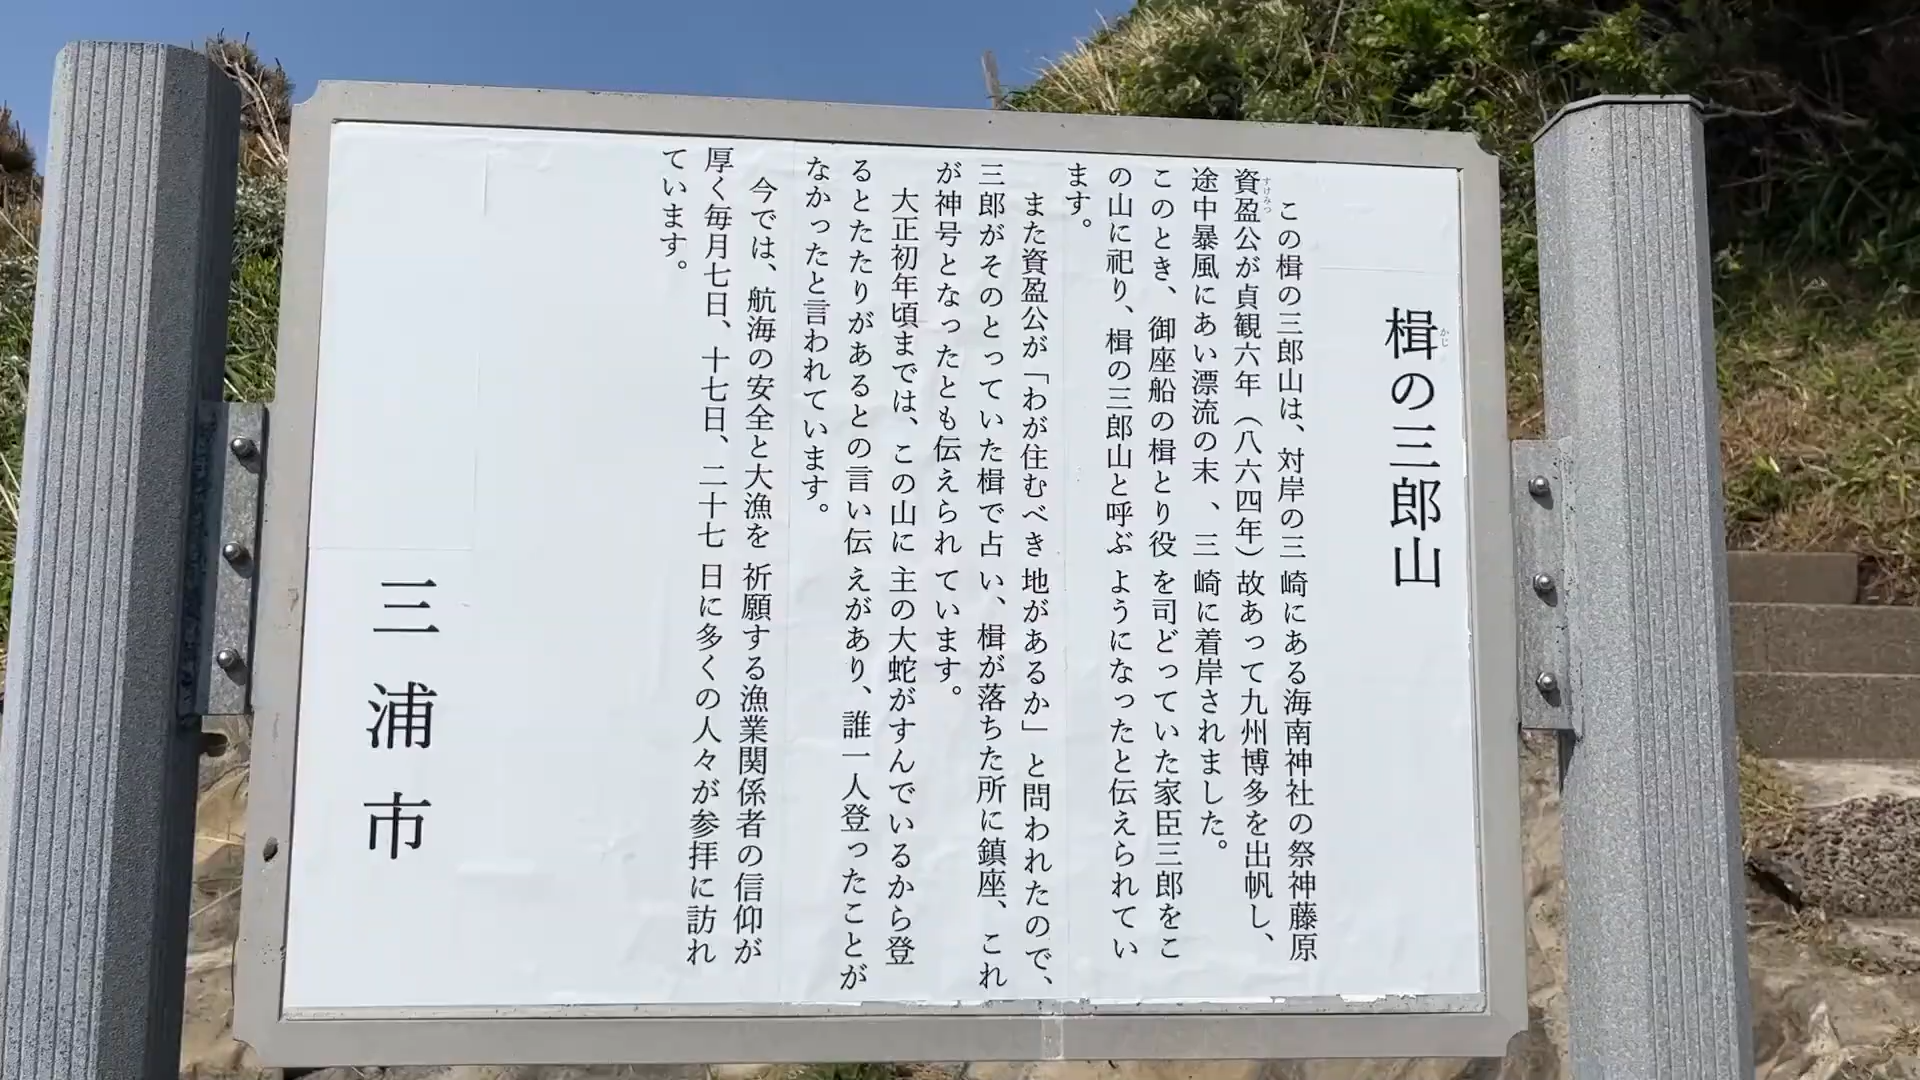 楫の三郎山
かじ
この楫の三郎山は、対岸の三崎にある海南神社の祭神藤原
資盈公が貞観六年（八六四年）故あって九州博多を出帆し、
すけみつ
途中暴風にあい漂流の末、三崎に着岸されました。
このとき、御座船の楫とり役を司どっていた家臣三郎をこ
の山に祀り、楫の三郎山と呼ぶようになったと伝えられてい
ます。
また資盈公が「わが住むべき地があるか」と問われたので、
三郎がそのとっていた楫で占い、楫が落ちた所に鎮座、これ
が神号となったとも伝えられています。
大正初年頃までは、この山に主の大蛇がすんでいるから登
るとたたりがあるとの言い伝えがあり、誰一人登ったことが
なかったと言われています。
今では、航海の安全と大漁を祈願する漁業関係者の信仰が
厚く毎月七日、十七日、二十七日に多くの人々が参拝に訪れ
ています。
三浦市